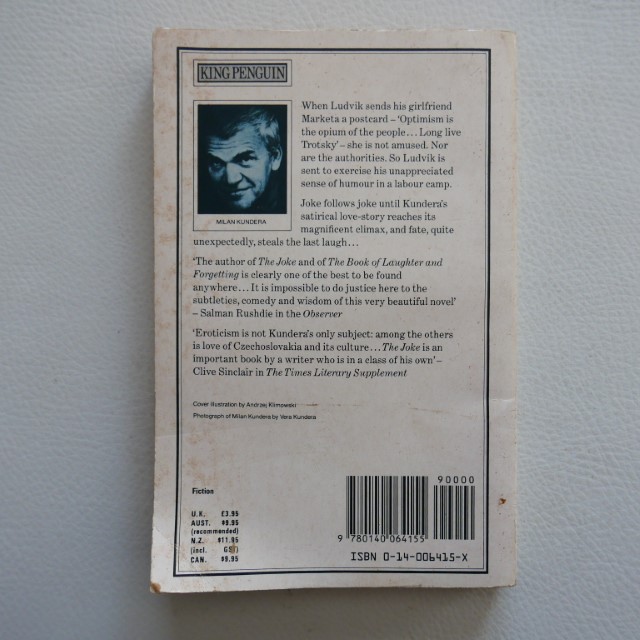 KING PENGUIN
When Ludvik sends his girlfriend
Marketa a postcard – ‘Optimism is
the opium of the people... Long live
Trotsky’ – she is not amused. Nor
are the authorities. So Ludvik is
sent to exercise his unappreciated
sense of humour in a labour camp.
Joke follows joke until Kundera's
satirical love-story reaches its
magnificent climax, and fate, quite
unexpectedly, steals the last laugh...
MILAN KUNDERA
‘The author of The Joke and of The Book of Laughter and
Forgetting is clearly one of the best to be found
anywhere... It is impossible to do justice here to the
subtleties, comedy and wisdom of this very beautiful novel’
– Salman Rushdie in the Observer
‘Eroticism is not Kundera's only subject: among the others
is love of Czechoslovakia and its culture... The Joke is an
important book by a writer who is in a class of his own’ –
Clive Sinclair in The Times Literary Supplement
Cover illustration by Andrzej Klimowski
Photograph of Milan Kundera by Vera Kundera
Fiction
U.K. £3.95
AUST. $9.95
(recommended)
N.Z. $11.95
(incl. GST)
CAN. $9.95
90000
9 780140 064155
ISBN 0-14-006415-X